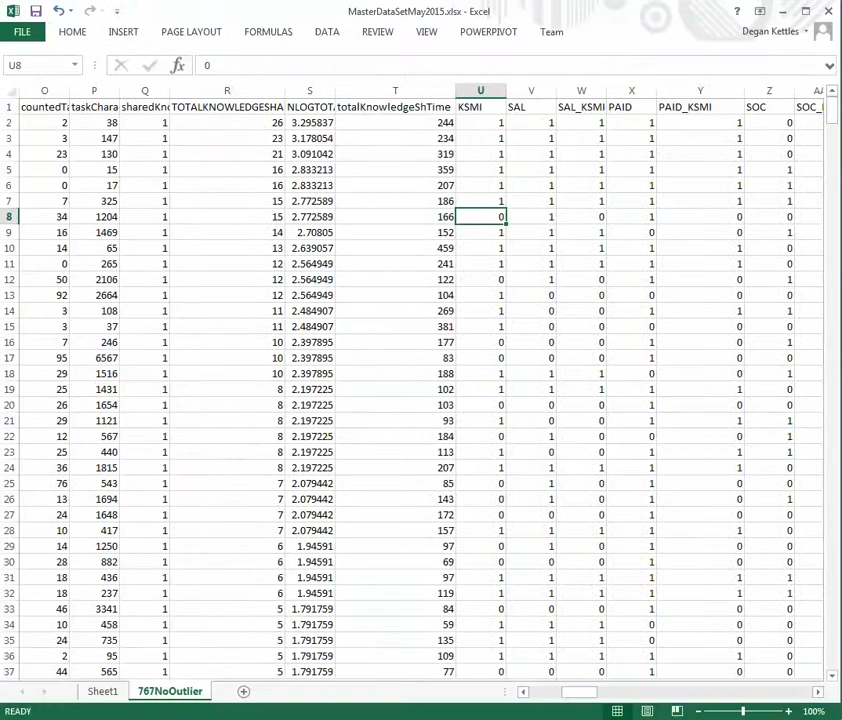 MasterDataSetMay2015.xlsx - Excel
FILE HOME INSERT PAGE LAYOUT FORMULAS DATA REVIEW VIEW POWERPIVOT Team Degan Kettles
U8 fx 0
O P Q R S T U V W X Y Z AA
1 countedTa taskChara sharedKno TOTALKNOWLEDGESHA NLOGTOTA totalKnowledgeShTime KSMI SAL SAL_KSMI PAID PAID_KSMI SOC SOC_
2 2 38 1 26 3.295837 244 1 1 1 1 1 0
3 3 147 1 23 3.178054 234 1 1 1 1 1 0
4 23 130 1 21 3.091042 319 1 1 1 1 1 0
5 0 15 1 16 2.833213 359 1 1 1 1 1 1
6 0 17 1 16 2.833213 207 1 1 1 1 1 1
7 7 325 1 15 2.772589 186 1 1 1 1 1 1
8 34 1204 1 15 2.772589 166 0 1 0 1 0 0
9 16 1469 1 14 2.70805 152 1 1 1 0 0 1
10 14 65 1 13 2.639057 459 1 1 1 1 1 0
11 0 265 1 12 2.564949 241 1 1 1 1 1 0
12 50 2106 1 12 2.564949 122 0 1 0 1 0 1
13 92 2664 1 12 2.564949 104 1 0 0 0 0 0
14 3 108 1 11 2.484907 269 1 0 0 1 1 1
15 3 37 1 11 2.484907 381 1 0 0 1 1 0
16 7 246 1 10 2.397895 177 0 0 0 1 0 1
17 95 6567 1 10 2.397895 83 0 0 0 1 0 0
18 29 1516 1 10 2.397895 188 1 1 1 0 0 1
19 25 1431 1 8 2.197225 102 1 1 1 1 1 0
20 26 1654 1 8 2.197225 103 0 0 0 1 0 0
21 29 1121 1 8 2.197225 93 1 0 0 1 1 0
22 12 567 1 8 2.197225 184 0 1 0 0 0 1
23 25 440 1 8 2.197225 113 0 1 0 1 0 0
24 36 1815 1 8 2.197225 207 1 1 1 1 1 0
25 76 543 1 7 2.079442 85 0 1 0 1 0 0
26 13 1694 1 7 2.079442 143 0 1 0 1 0 1
27 24 1648 1 7 2.079442 172 0 0 0 1 0 0
28 10 417 1 7 2.079442 157 1 1 1 1 1 0
29 14 1250 1 6 1.94591 97 0 1 0 1 0 0
30 28 882 1 6 1.94591 69 0 0 0 1 0 0
31 18 436 1 6 1.94591 97 1 1 1 1 1 1
32 18 237 1 6 1.94591 119 1 1 1 1 1 1
33 46 3341 1 5 1.791759 84 0 0 0 1 0 0
34 10 458 1 5 1.791759 59 1 1 1 0 0 0
35 24 735 1 5 1.791759 135 1 1 1 0 0 0
36 2 95 1 5 1.791759 109 1 1 1 1 1 0
37 44 565 1 5 1.791759 77 0 0 0 1 0 0
Sheet1 767NoOutlier
READY 100%